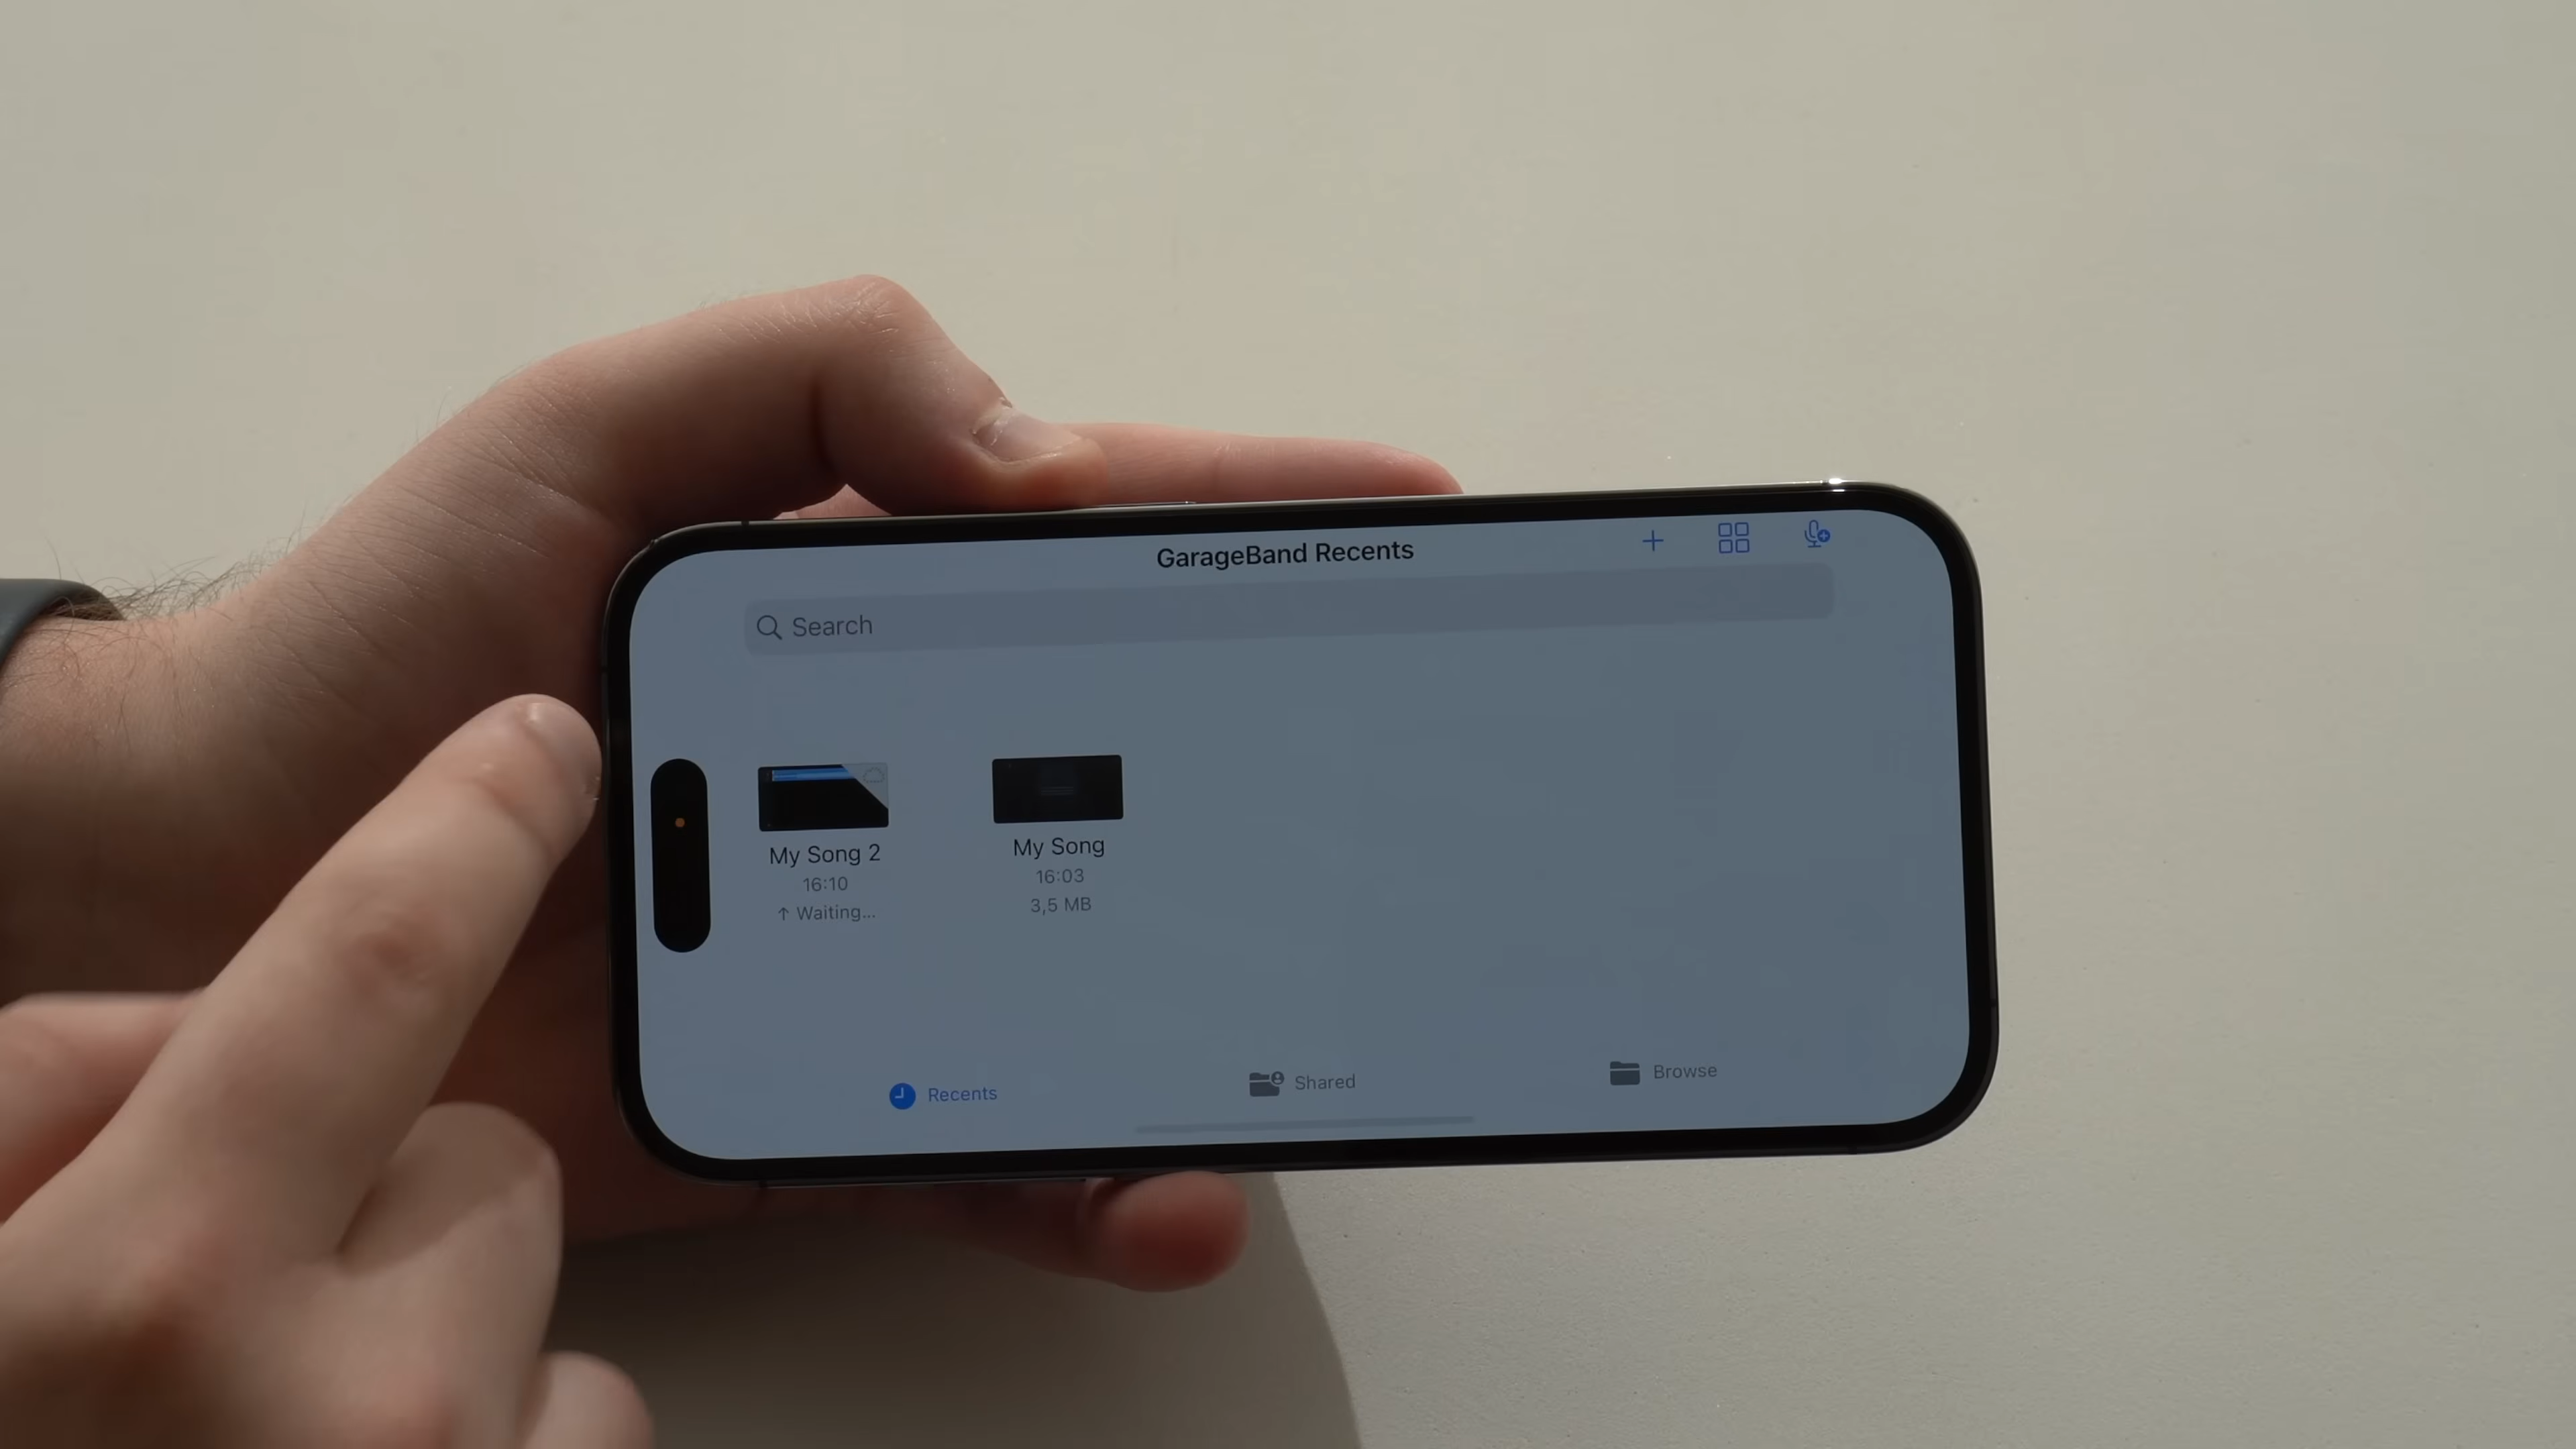 GarageBand Recents
Search
My Song 2
16:10
↑ Waiting...
My Song
16:03
3,5 MB
Recents
Shared
Browse